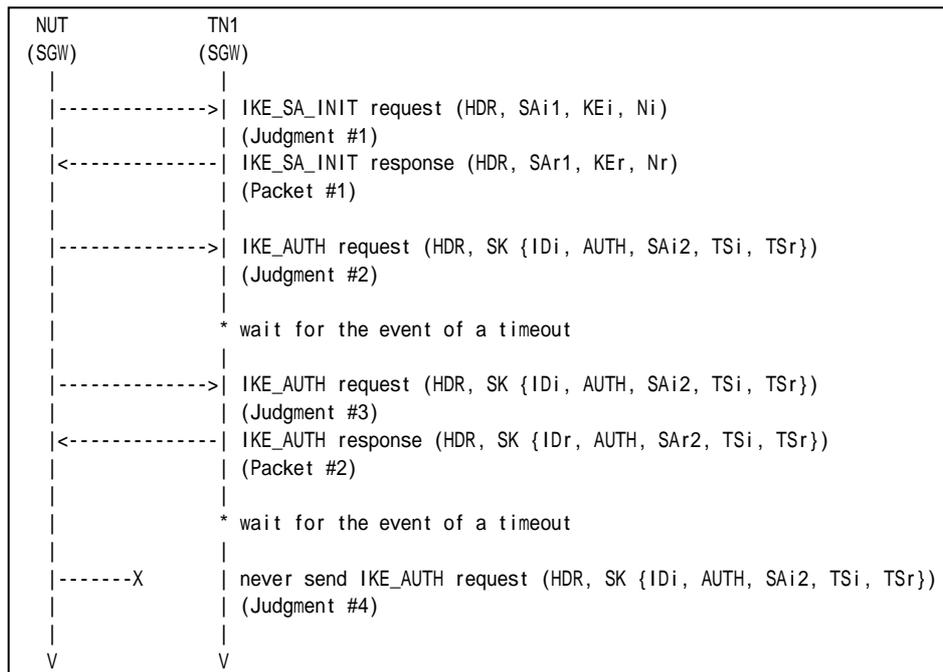 NUT TN1
(SGW) (SGW)
| |
|-------------->| IKE_SA_INIT request (HDR, SAi1, KEi, Ni)
| | (Judgment #1)
|<--------------| IKE_SA_INIT response (HDR, SAr1, KEr, Nr)
| | (Packet #1)
| |
|-------------->| IKE_AUTH request (HDR, SK {IDi, AUTH, SAi2, TSi, TSr})
| | (Judgment #2)
| |
| * wait for the event of a timeout
| |
|-------------->| IKE_AUTH request (HDR, SK {IDi, AUTH, SAi2, TSi, TSr})
| | (Judgment #3)
|<--------------| IKE_AUTH response (HDR, SK {IDr, AUTH, SAr2, TSi, TSr})
| | (Packet #2)
| |
| * wait for the event of a timeout
| |
|-------X | never send IKE_AUTH request (HDR, SK {IDi, AUTH, SAi2, TSi, TSr})
| | (Judgment #4)
| |
V V